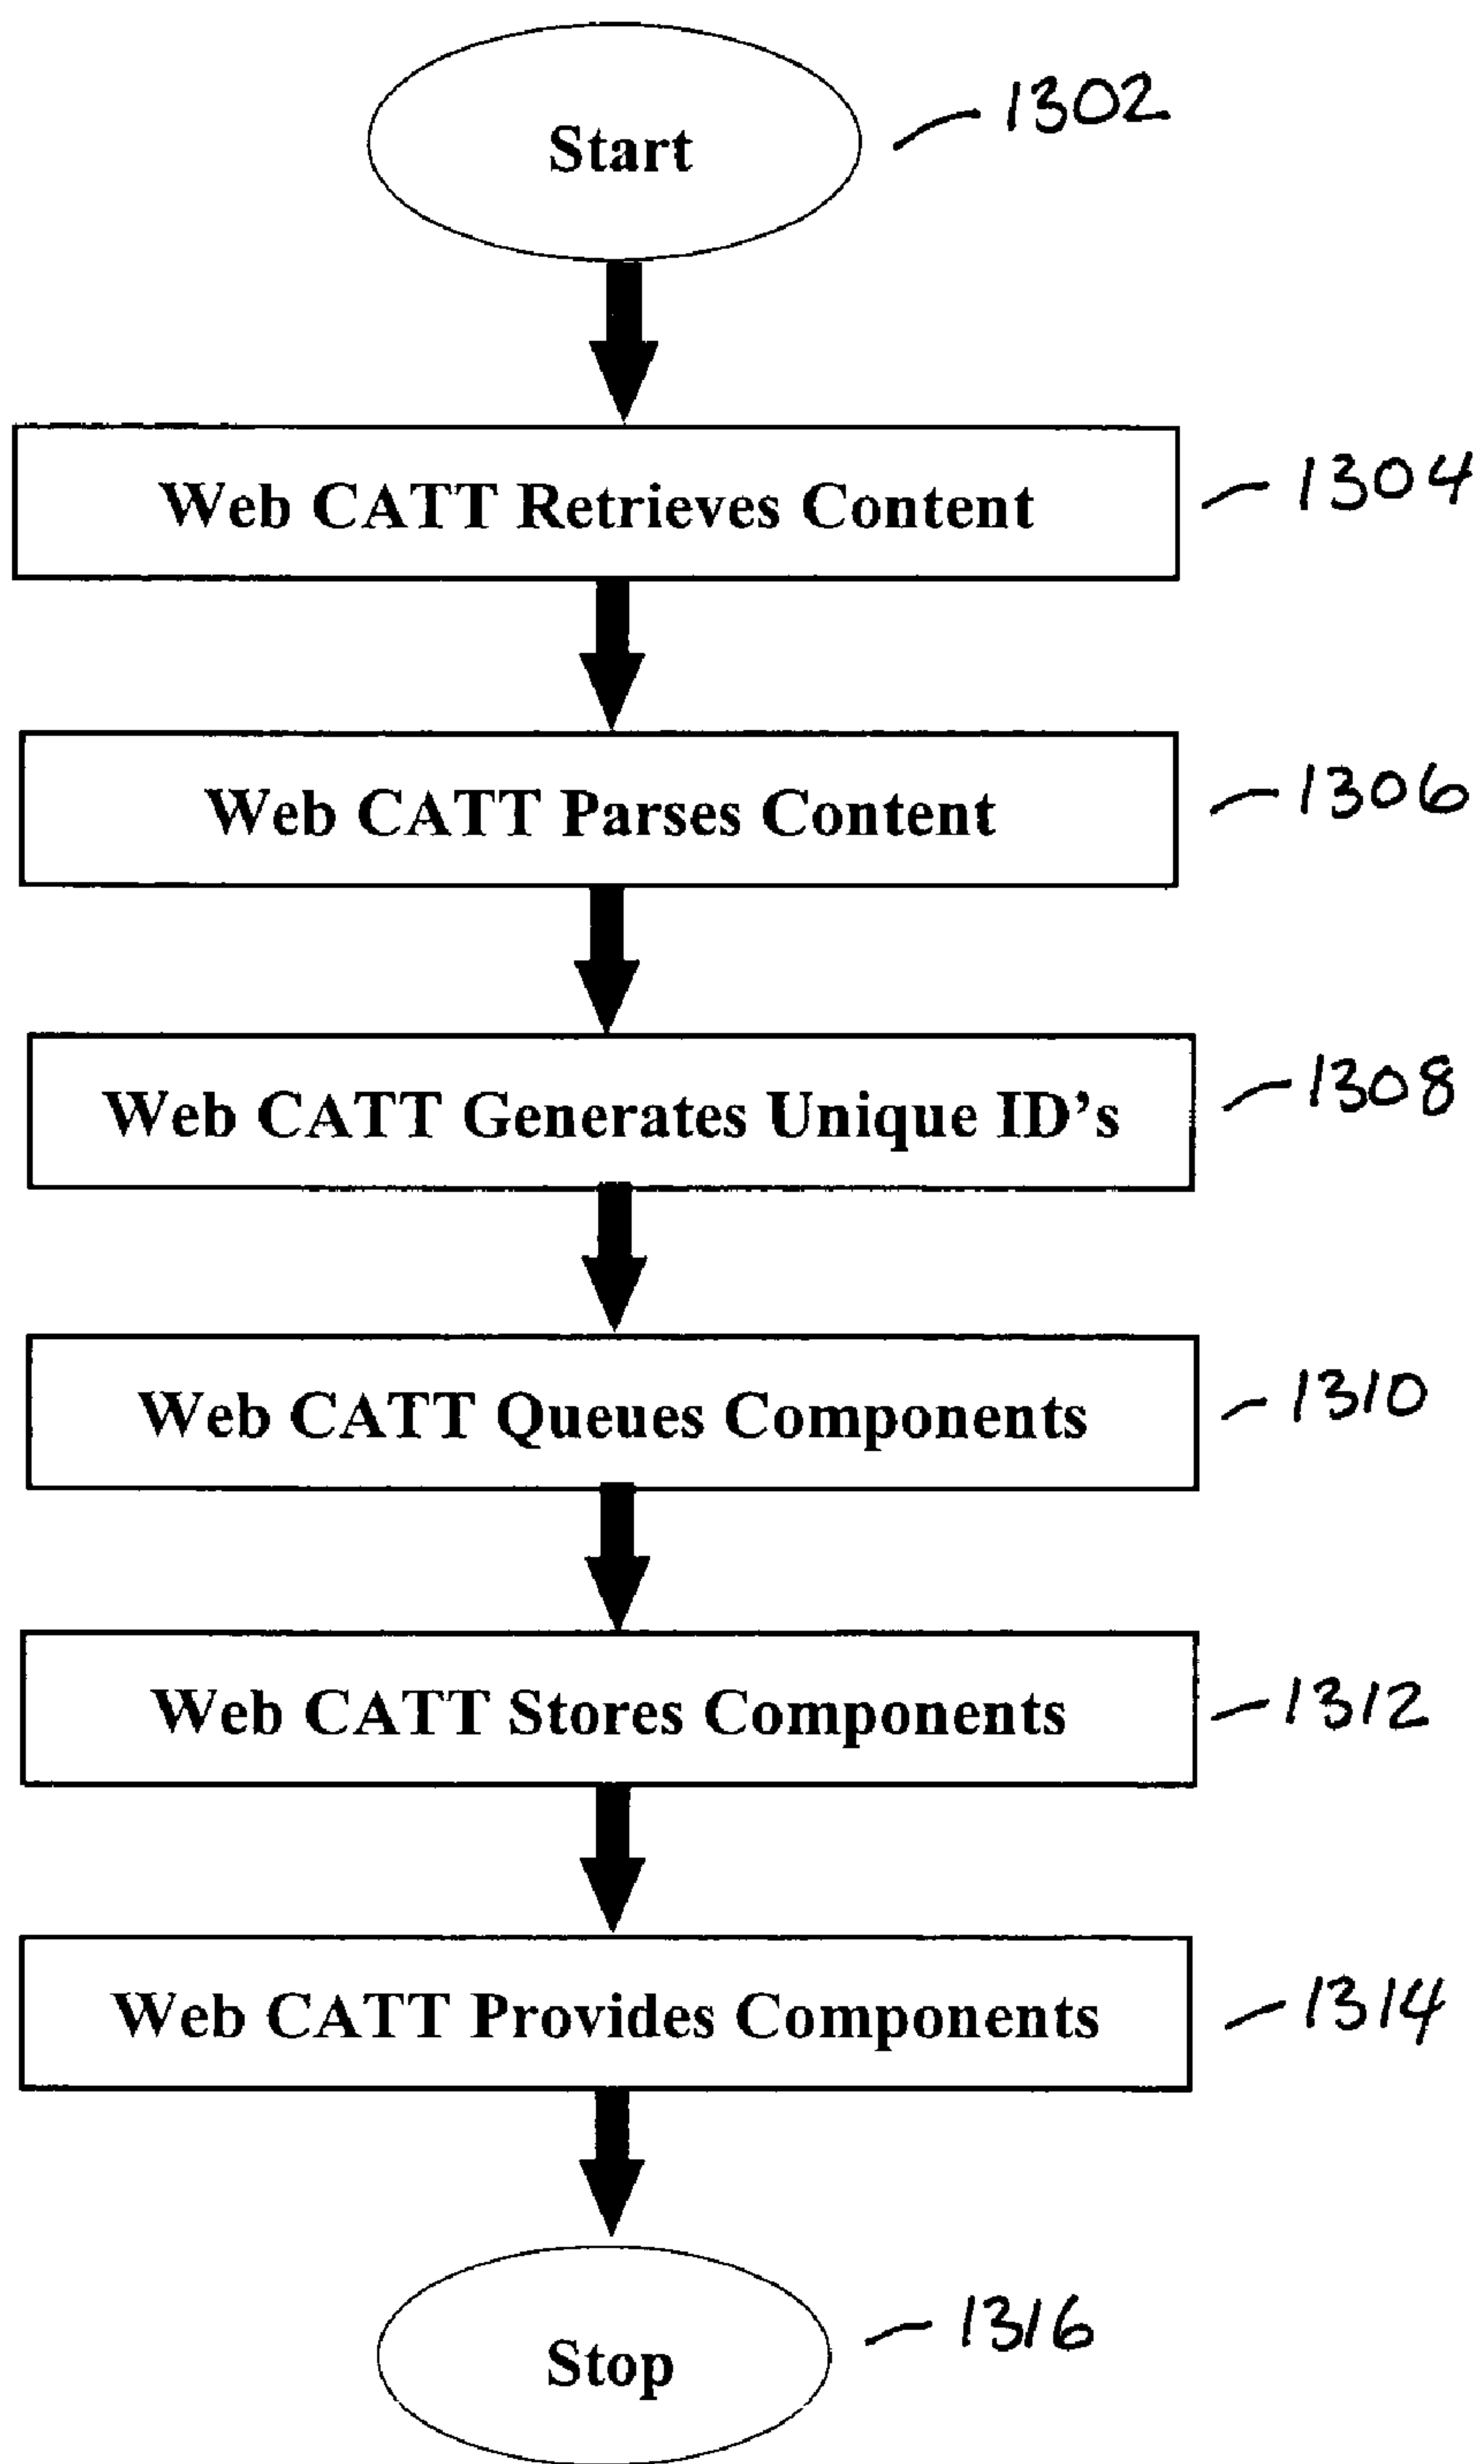 Start 1302
Web CATT Retrieves Content 1304
Web CATT Parses Content 1306
Web CATT Generates Unique ID's 1308
Web CATT Queues Components 1310
Web CATT Stores Components 1312
Web CATT Provides Components 1314
Stop 1316